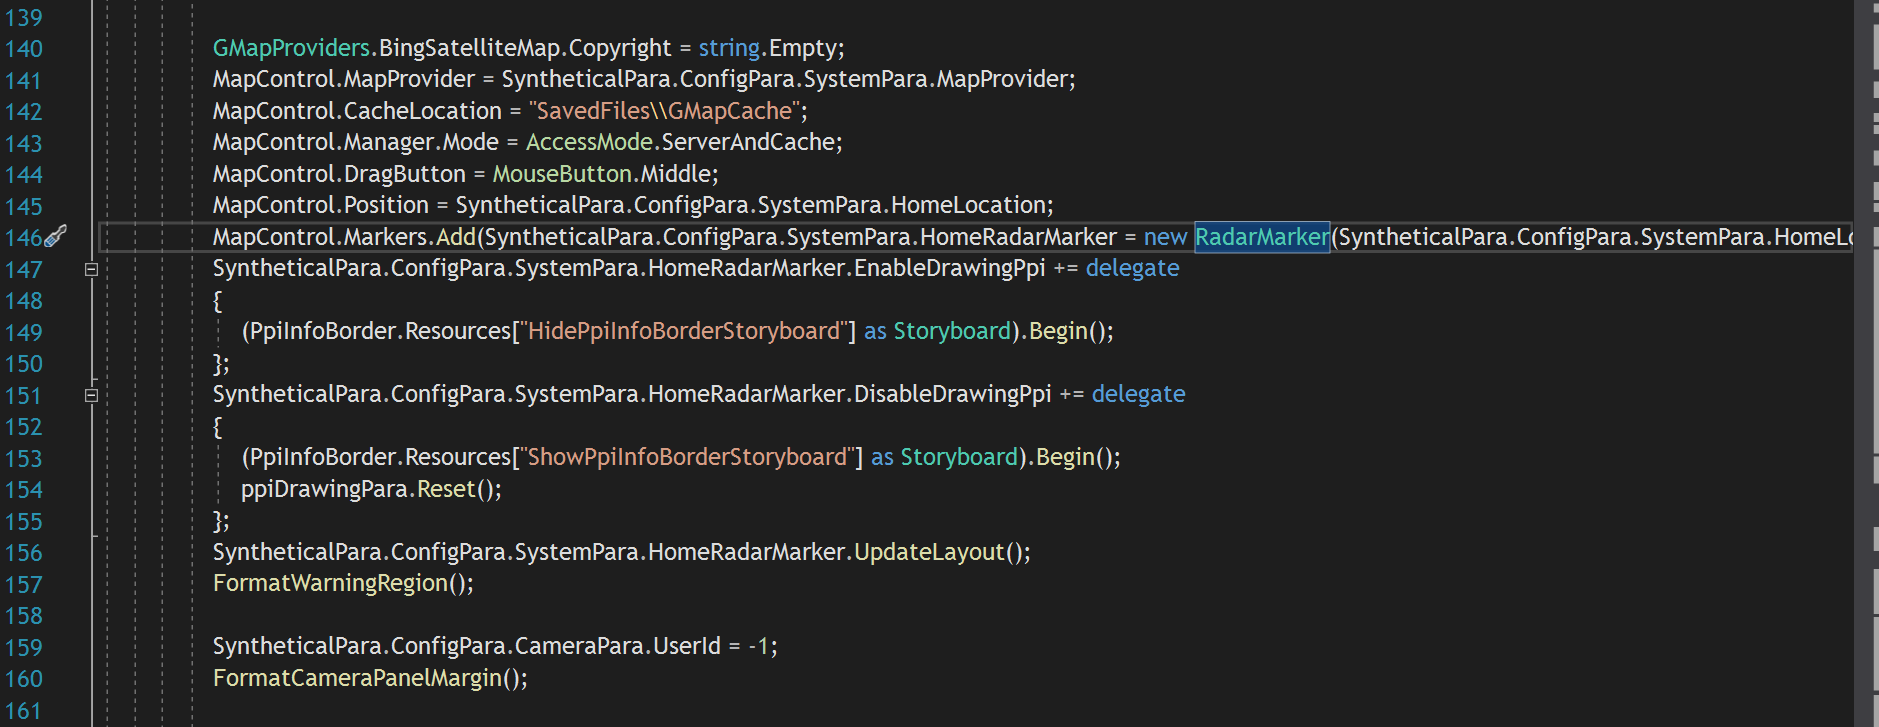 139
140 GMapProviders.BingSatelliteMap.Copyright = string.Empty;
141 MapControl.MapProvider = SyntheticalPara.ConfigPara.SystemPara.MapProvider;
142 MapControl.CacheLocation = "SavedFiles\\GMapCache";
143 MapControl.Manager.Mode = AccessMode.ServerAndCache;
144 MapControl.DragButton = MouseButton.Middle;
145 MapControl.Position = SyntheticalPara.ConfigPara.SystemPara.HomeLocation;
146 MapControl.Markers.Add(SyntheticalPara.ConfigPara.SystemPara.HomeRadarMarker = new RadarMarker(SyntheticalPara.ConfigPara.SystemPara.HomeLo
147 SyntheticalPara.ConfigPara.SystemPara.HomeRadarMarker.EnableDrawingPpi += delegate
148 {
149 (PpiInfoBorder.Resources["HidePpiInfoBorderStoryboard"] as Storyboard).Begin();
150 };
151 SyntheticalPara.ConfigPara.SystemPara.HomeRadarMarker.DisableDrawingPpi += delegate
152 {
153 (PpiInfoBorder.Resources["ShowPpiInfoBorderStoryboard"] as Storyboard).Begin();
154 ppiDrawingPara.Reset();
155 };
156 SyntheticalPara.ConfigPara.SystemPara.HomeRadarMarker.UpdateLayout();
157 FormatWarningRegion();
158
159 SyntheticalPara.ConfigPara.CameraPara.UserId = -1;
160 FormatCameraPanelMargin();
161